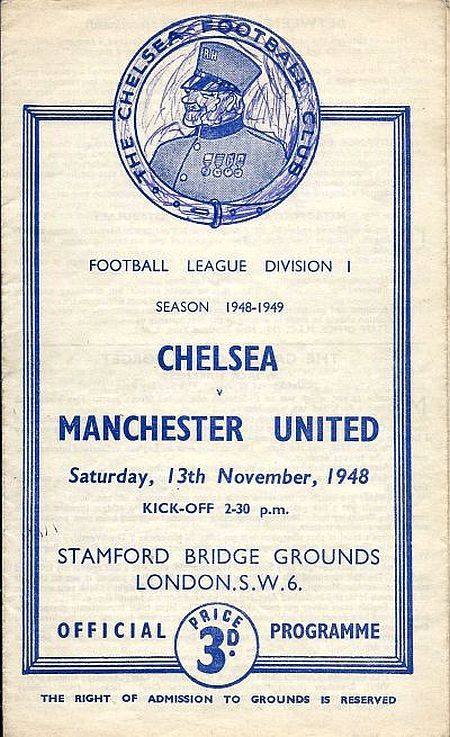 THE CHELSEA FOOTBALL CLUB
RH
FOOTBALL LEAGUE DIVISION I
SEASON 1948-1949
CHELSEA
v
MANCHESTER UNITED
Saturday, 13th November, 1948
KICK-OFF 2-30 p.m.
STAMFORD BRIDGE GROUNDS
LONDON.S.W.6.
OFFICIAL PRICE 3D. PROGRAMME
THE RIGHT OF ADMISSION TO GROUNDS IS RESERVED